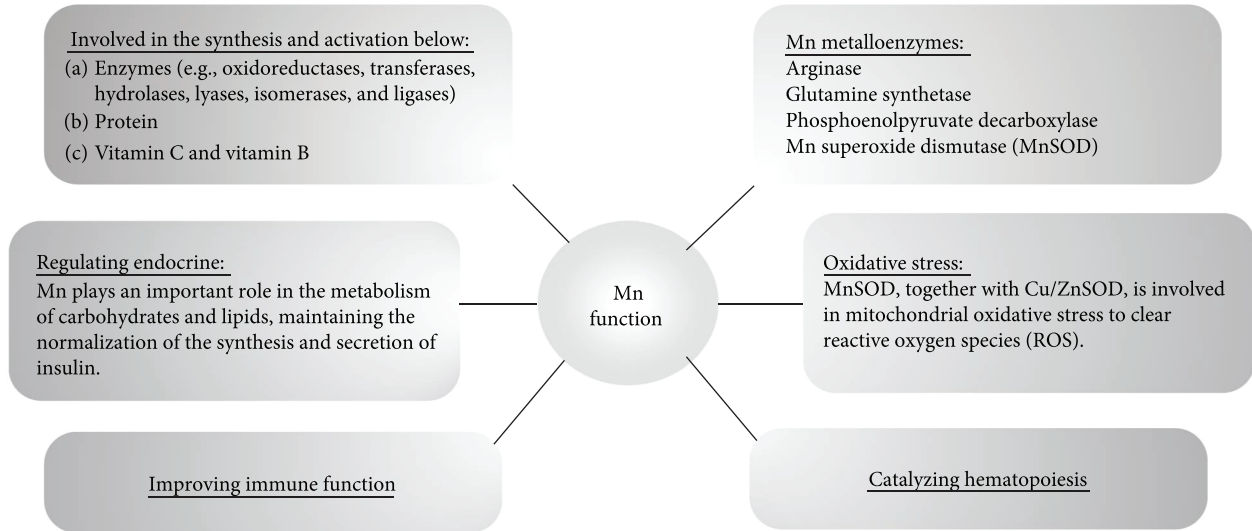 Involved in the synthesis and activation below:
(a) Enzymes (e.g., oxidoreductases, transferases,
hydrolases, lyases, isomerases, and ligases)
(b) Protein
(c) Vitamin C and vitamin B
Mn metalloenzymes:
Arginase
Glutamine synthetase
Phosphoenolpyruvate decarboxylase
Mn superoxide dismutase (MnSOD)
Regulating endocrine:
Mn plays an important role in the metabolism
of carbohydrates and lipids, maintaining the
normalization of the synthesis and secretion of
insulin.
Mn
function
Oxidative stress:
MnSOD, together with Cu/ZnSOD, is involved
in mitochondrial oxidative stress to clear
reactive oxygen species (ROS).
Improving immune function
Catalyzing hematopoiesis